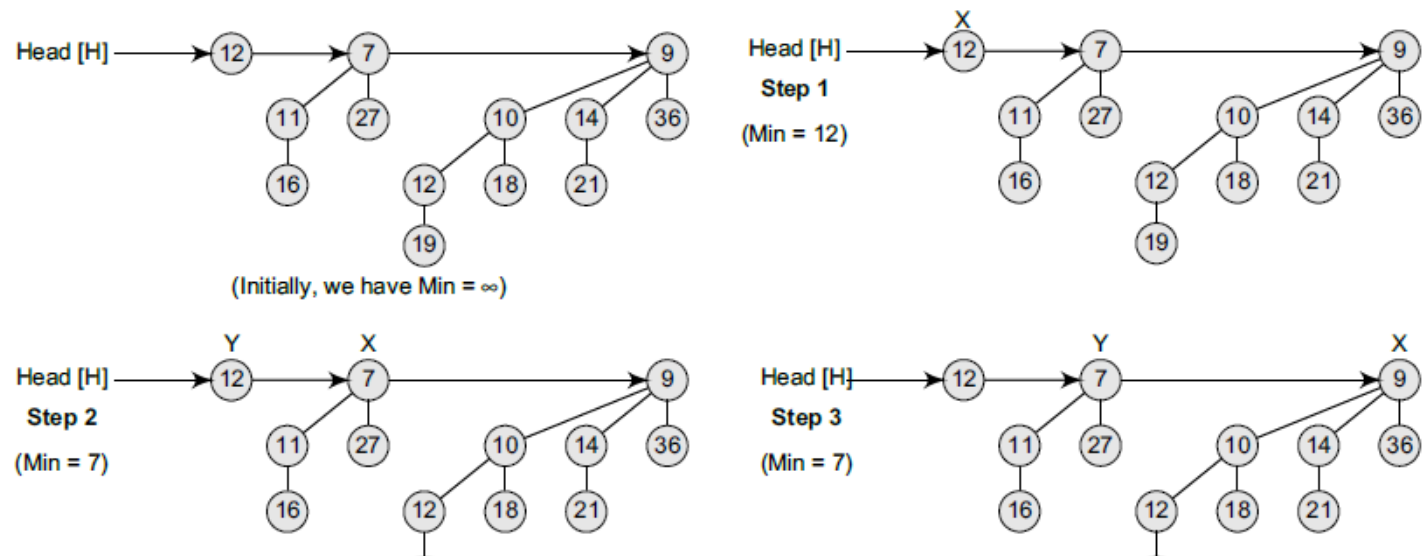 Head [H] 12 7 9
11 27 10 14 36
16 12 18 21
19
(Initially, we have Min = ∞)
X
Head [H] 12 7 9
Step 1
11 27 10 14 36
(Min = 12)
16 12 18 21
19
Y X
Head [H] 12 7 9
Step 2
11 27 10 14 36
(Min = 7)
16 12 18 21
Y X
Head [H] 12 7 9
Step 3
11 27 10 14 36
(Min = 7)
16 12 18 21